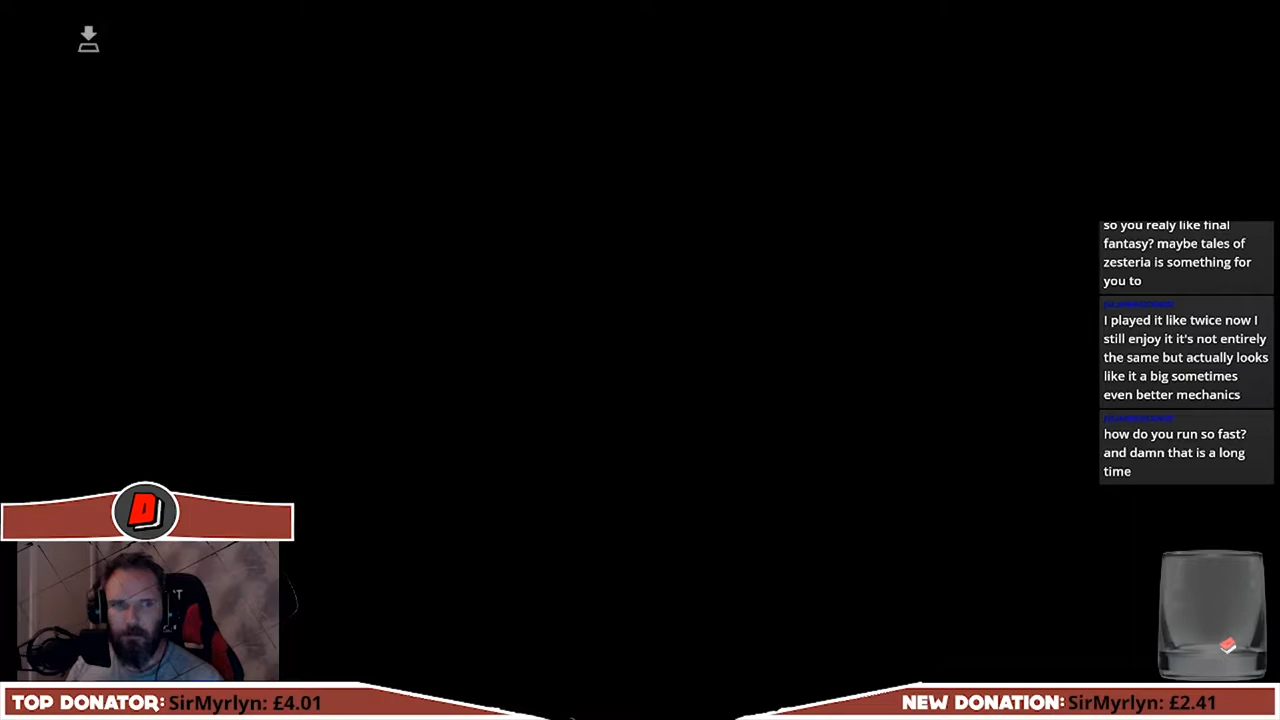 so you realy like final
fantasy? maybe tales of
zesteria is something for
you to
I played it like twice now I
still enjoy it it's not entirely
the same but actually looks
like it a big sometimes
even better mechanics
how do you run so fast?
and damn that is a long
time
D
TOP DONATOR: SirMyrlyn: £4.01
NEW DONATION: SirMyrlyn: £2.41